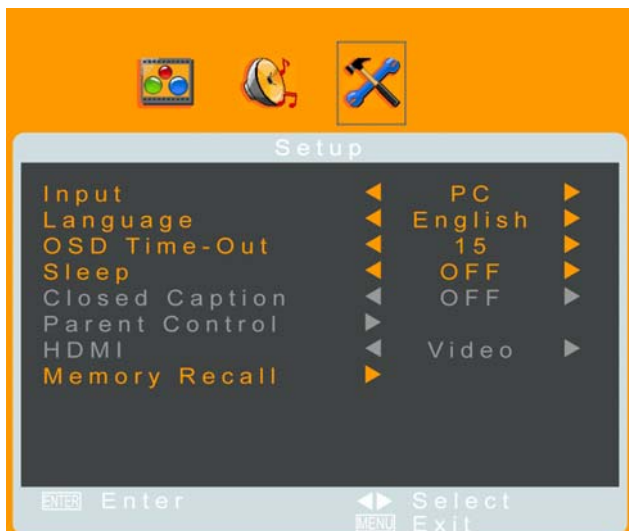 Setup
Input ◀ PC ▶
Language ◀ English ▶
OSD Time-Out ◀ 15 ▶
Sleep ◀ OFF ▶
Closed Caption ◀ OFF ▶
Parent Control ▶
HDMI ◀ Video ▶
Memory Recall ▶
ENTER Enter ◀▶ Select
MENU Exit